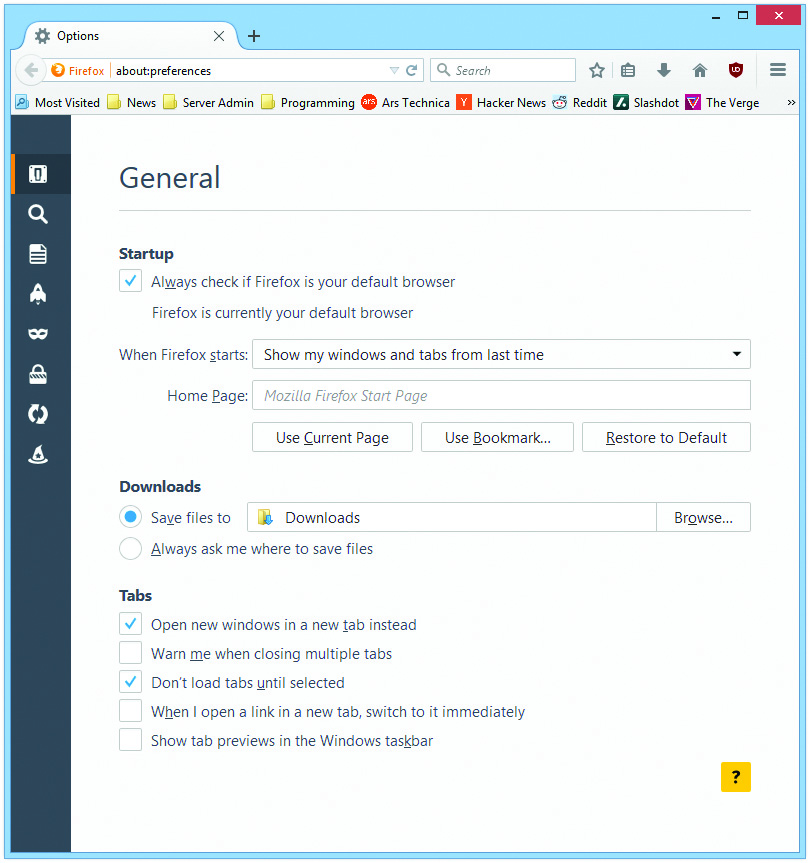 Options
Firefox about:preferences Search
Most Visited News Server Admin Programming ars Ars Technica Y Hacker News Reddit Slashdot The Verge »
General
Startup
Always check if Firefox is your default browser
Firefox is currently your default browser
When Firefox starts: Show my windows and tabs from last time
Home Page: Mozilla Firefox Start Page
Use Current Page Use Bookmark... Restore to Default
Downloads
Save files to Downloads Browse...
Always ask me where to save files
Tabs
Open new windows in a new tab instead
Warn me when closing multiple tabs
Don't load tabs until selected
When I open a link in a new tab, switch to it immediately
Show tab previews in the Windows taskbar
?